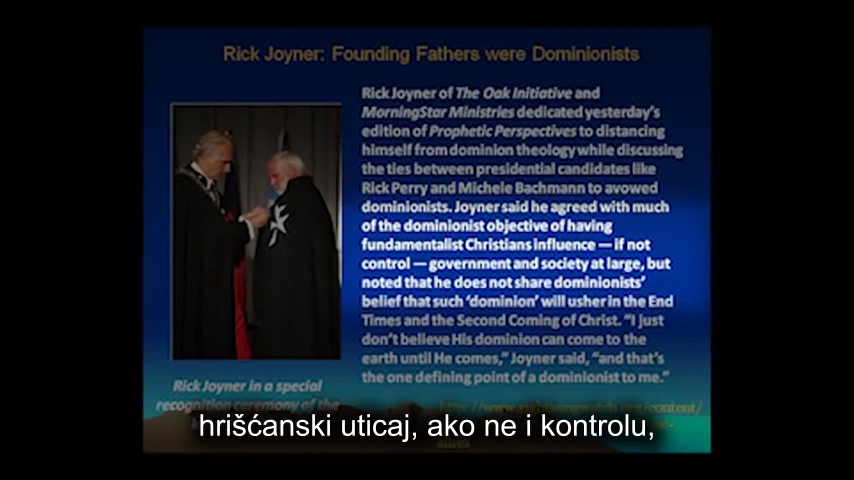 Rick Joyner: Founding Fathers were Dominionists
Rick Joyner of The Oak Initiative and
MorningStar Ministries dedicated yesterday's
edition of Prophetic Perspectives to distancing
himself from dominion theology while discussing
the ties between presidential candidates like
Rick Perry and Michele Bachmann to avowed
dominionists. Joyner said he agreed with much
of the dominionist objective of having
fundamentalist Christians influence — if not
control — government and society at large, but
noted that he does not share dominionists'
belief that such 'dominion' will usher in the End
Times and the Second Coming of Christ. "I just
don't believe His dominion can come to the
earth until He comes," Joyner said, "and that's
the one defining point of a dominionist to me."
Rick Joyner in a special
recognition ceremony of the
hrišćanski uticaj, ako ne i kontrolu,